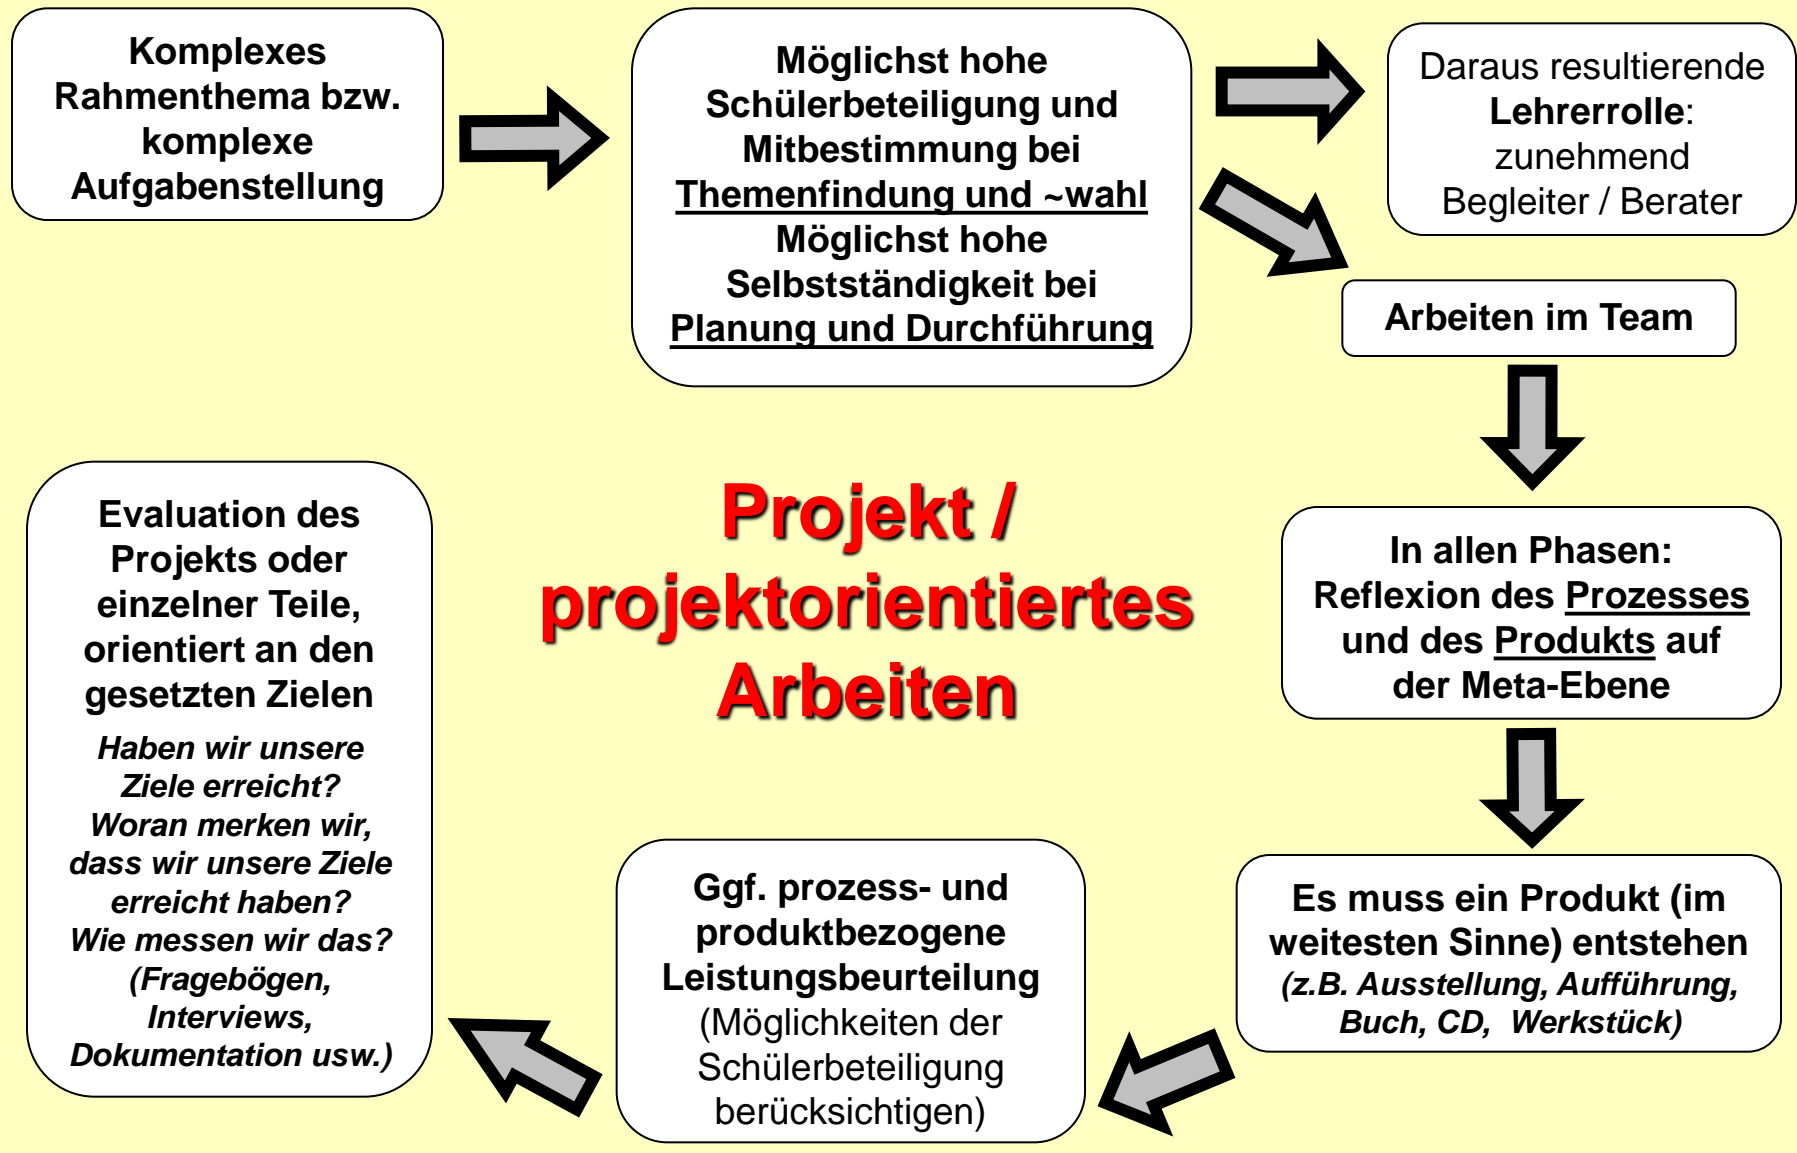 Komplexes
Rahmenthema bzw.
komplexe
Aufgabenstellung
Möglichst hohe
Schülerbeteiligung und
Mitbestimmung bei
Themenfindung und ~wahl
Möglichst hohe
Selbstständigkeit bei
Planung und Durchführung
Daraus resultierende
Lehrerrolle:
zunehmend
Begleiter / Berater
Arbeiten im Team
In allen Phasen:
Reflexion des Prozesses
und des Produkts auf
der Meta-Ebene
Es muss ein Produkt (im
weitesten Sinne) entstehen
(z.B. Ausstellung, Aufführung,
Buch, CD, Werkstück)
Ggf. prozess- und
produktbezogene
Leistungsbeurteilung
(Möglichkeiten der
Schülerbeteiligung
berücksichtigen)
Evaluation des
Projekts oder
einzelner Teile,
orientiert an den
gesetzten Zielen
Haben wir unsere
Ziele erreicht?
Woran merken wir,
dass wir unsere Ziele
erreicht haben?
Wie messen wir das?
(Fragebögen,
Interviews,
Dokumentation usw.)
Projekt /
projektorientiertes
Arbeiten